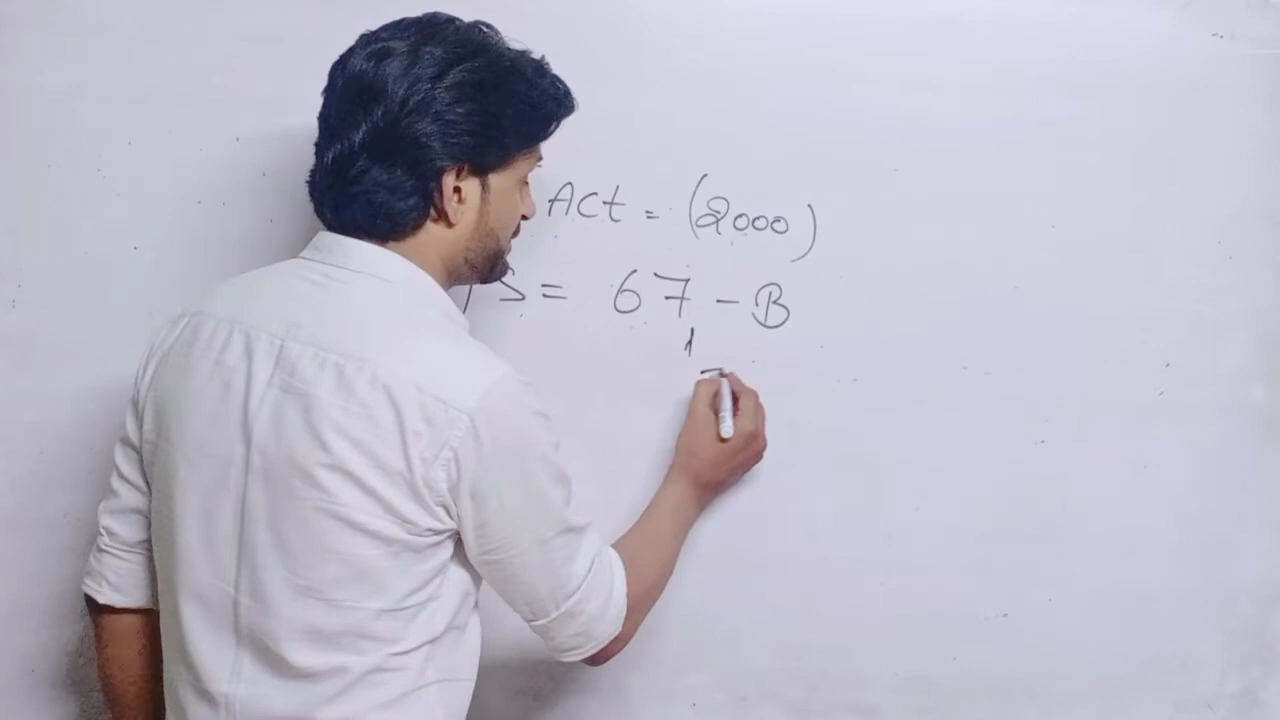 Act = (2000)
S = 67 - B